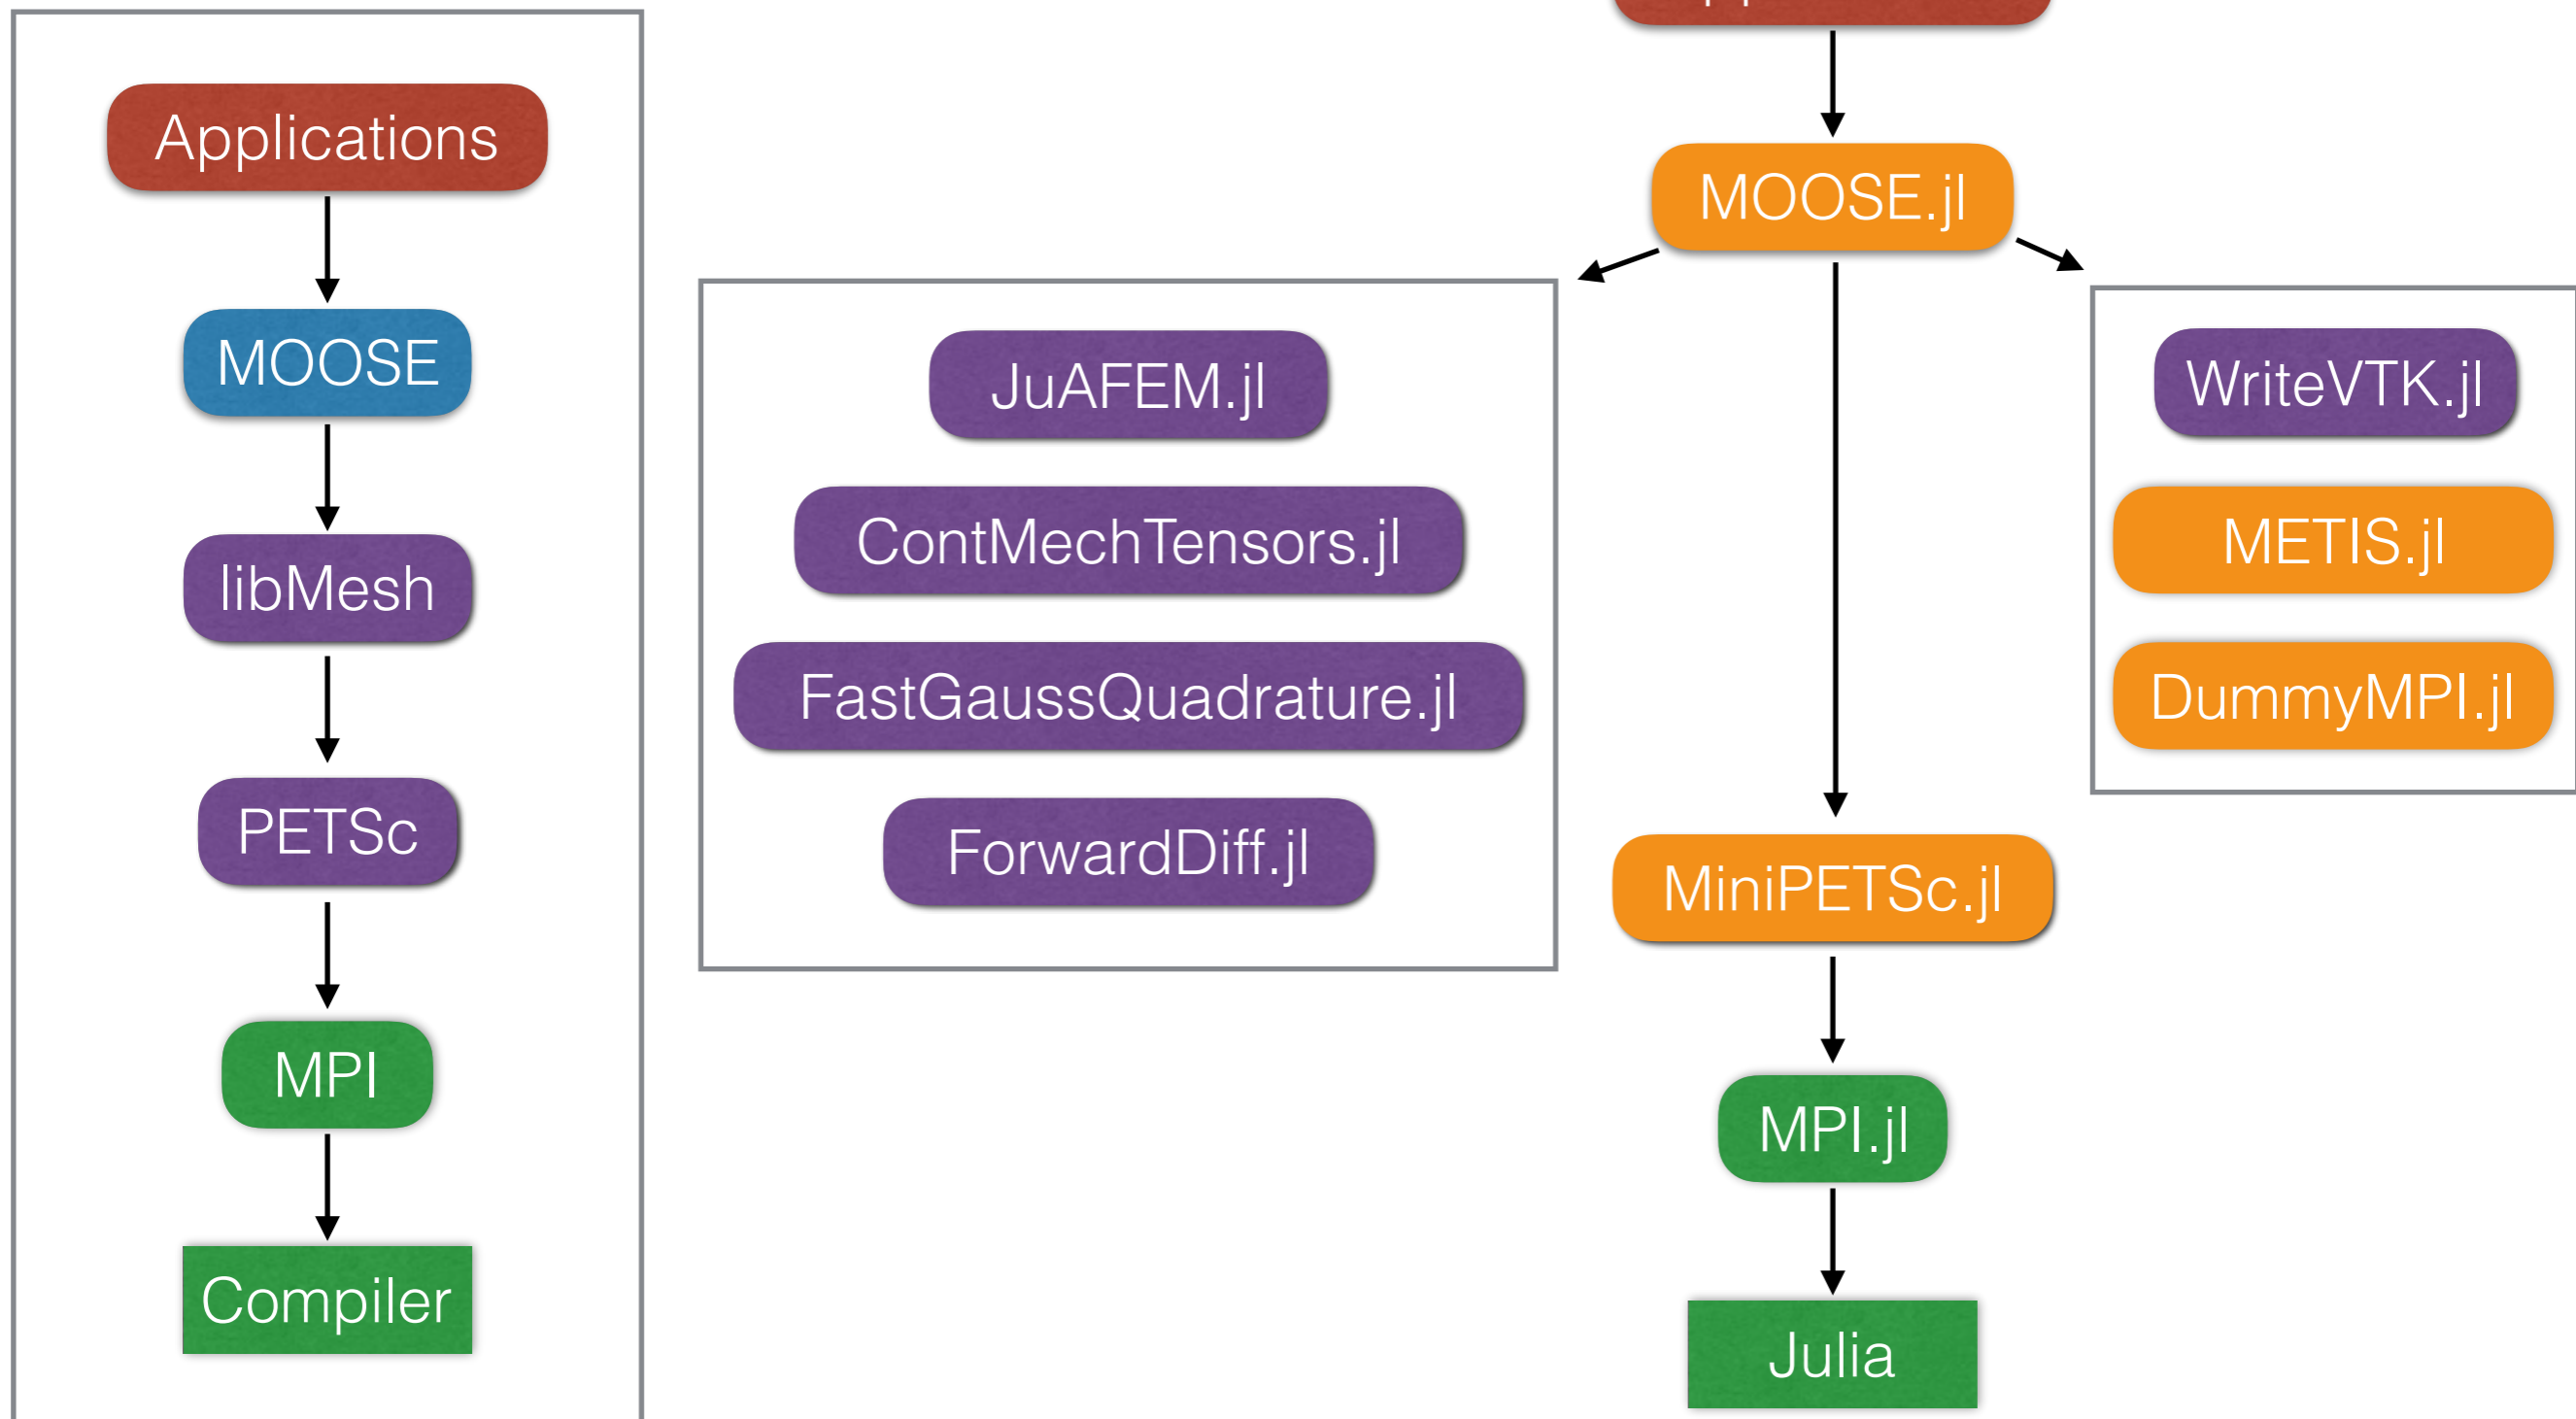 Applications
MOOSE
libMesh
PETSc
MPI
Compiler
MOOSE.jl
JuAFEM.jl
ContMechTensors.jl
FastGaussQuadrature.jl
ForwardDiff.jl
WriteVTK.jl
METIS.jl
DummyMPI.jl
MiniPETSc.jl
MPI.jl
Julia